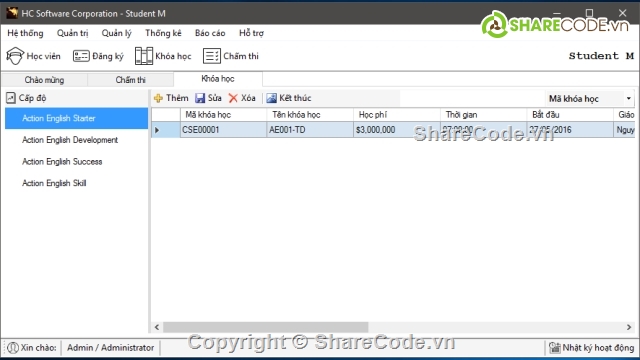 HC Software Corporation - Student M
SHARECODE.vn
Hệ thống Quản trị Quản lý Thống kê Báo cáo Hỗ trợ
Học viên Đăng ký Khóa học Chấm thi Student M
Chào mừng Chấm thi Khóa học
Cấp độ Thêm Sửa Xóa Kết thúc Mã khóa học
Mã khóa học Tên khóa học Học phí Thời gian Bắt đầu Giáo
Action English Starter
CSE00001 AE001-TD $3,000,000 07:00:00 27/05/2016 Nguy
ShareCode.vn
Action English Development
Action English Success
Action English Skill
Copyright © ShareCode.vn
Xin chào: Admin / Administrator Nhật ký hoạt động